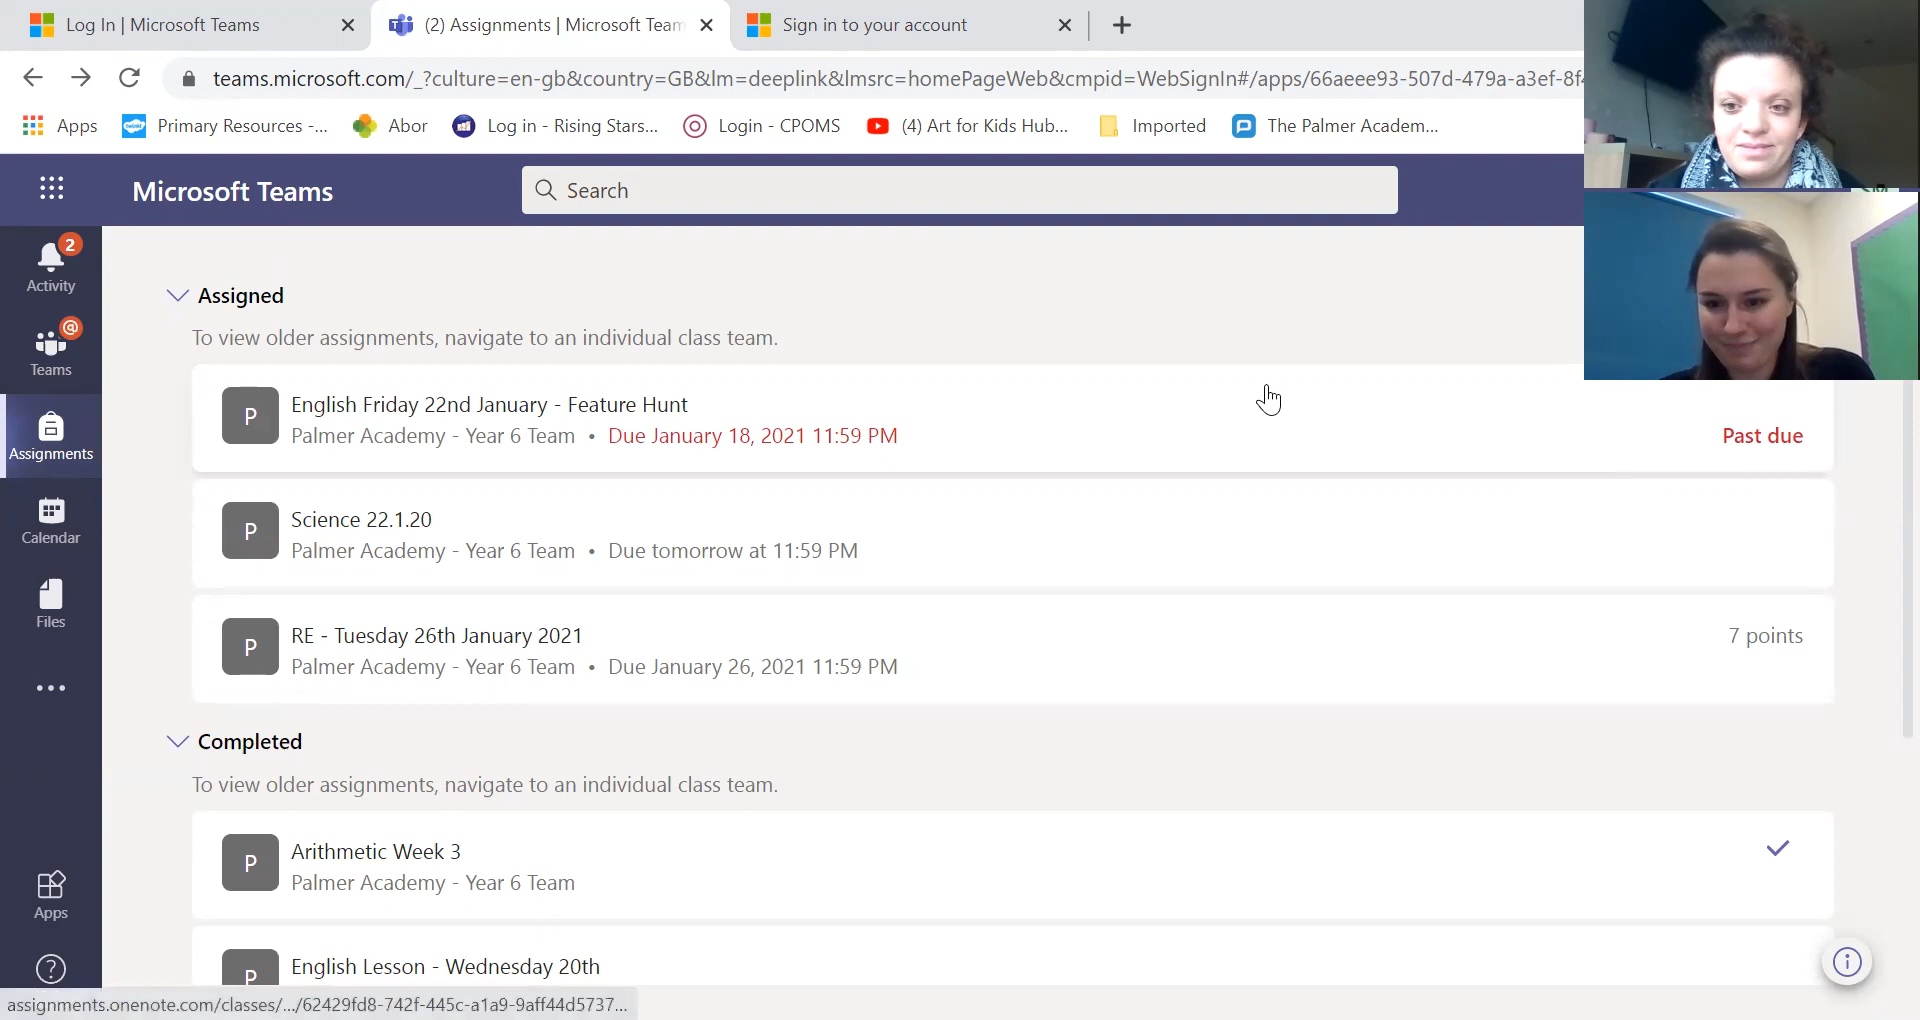 Log In | Microsoft Teams
(2) Assignments | Microsoft Team
Sign in to your account
teams.microsoft.com/_?culture=en-gb&country=GB&lm=deeplink&lmsrc=homePageWeb&cmpid=WebSignIn#/apps/66aeee93-507d-479a-a3ef-8f
Apps
Primary Resources -...
Abor
Log in - Rising Stars...
Login - CPOMS
(4) Art for Kids Hub...
Imported
The Palmer Academ...
Microsoft Teams
Search
2
Activity
@
Teams
Assignments
Calendar
Files
Apps
Assigned
To view older assignments, navigate to an individual class team.
P
English Friday 22nd January - Feature Hunt
Palmer Academy - Year 6 Team • Due January 18, 2021 11:59 PM
Past due
P
Science 22.1.20
Palmer Academy - Year 6 Team • Due tomorrow at 11:59 PM
P
RE - Tuesday 26th January 2021
7 points
Palmer Academy - Year 6 Team • Due January 26, 2021 11:59 PM
Completed
To view older assignments, navigate to an individual class team.
P
Arithmetic Week 3
Palmer Academy - Year 6 Team
P
English Lesson - Wednesday 20th
assignments.onenote.com/classes/.../62429fd8-742f-445c-a1a9-9aff44d5737...